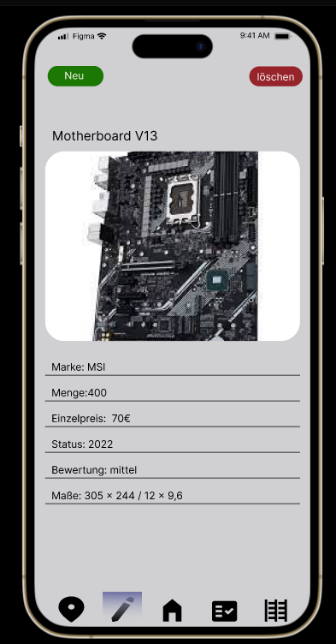 Figma 9:41 AM
Neu löschen
Motherboard V13
Marke: MSI
Menge:400
Einzelpreis: 70€
Status: 2022
Bewertung: mittel
Maße: 305 × 244 / 12 × 9,6